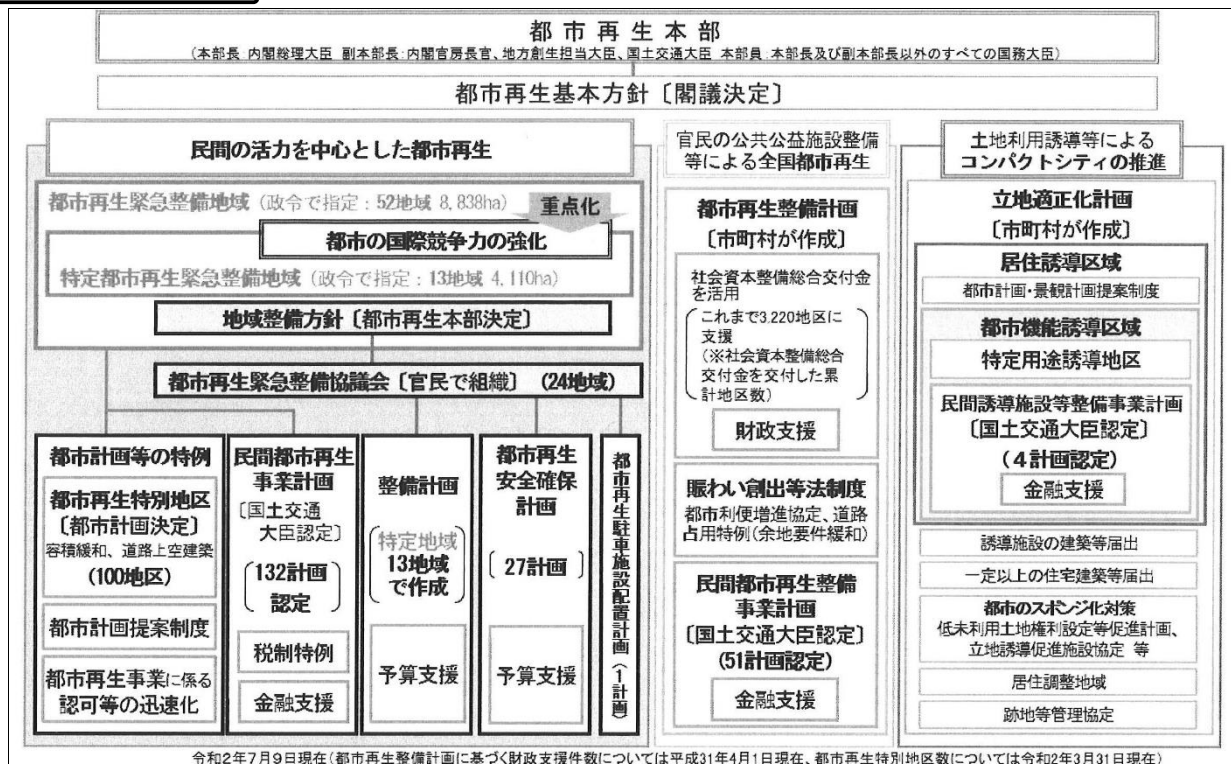 都市再生本部
(本部長:内閣総理大臣 副本部長:内閣官房長官、地方創生担当大臣、国土交通大臣 本部員:本部長及び副本部長以外のすべての国務大臣)
都市再生基本方針〔閣議決定〕
民間の活力を中心とした都市再生
都市再生緊急整備地域(政令で指定:52地域 8,838ha)
重点化
都市の国際競争力の強化
特定都市再生緊急整備地域(政令で指定:13地域 4,110ha)
地域整備方針〔都市再生本部決定〕
都市再生緊急整備協議会〔官民で組織〕(24地域)
都市計画等の特例
都市再生特別地区
〔都市計画決定〕
容積緩和、道路上空建築
(100地区)
都市計画提案制度
都市再生事業に係る
認可等の迅速化
民間都市再生
事業計画
〔国土交通
大臣認定〕
(132計画
認定)
税制特例
金融支援
整備計画
(特定地域
13地域
で作成)
予算支援
都市再生
安全確保
計画
〔27計画〕
予算支援
都市再生駐車施設配置計画(1計画)
官民の公共公益施設整備
等による全国都市再生
都市再生整備計画
〔市町村が作成〕
社会資本整備総合交付金
を活用
(これまで3,220地区に
支援
(※社会資本整備総合
交付金を交付した累
計地区数))
財政支援
賑わい創出等法制度
都市利便増進協定、道路
占用特例(余地要件緩和)
民間都市再生整備
事業計画
〔国土交通大臣認定〕
(51計画認定)
金融支援
土地利用誘導等による
コンパクトシティの推進
立地適正化計画
〔市町村が作成〕
居住誘導区域
都市計画・景観計画提案制度
都市機能誘導区域
特定用途誘導地区
民間誘導施設等整備事業計画
〔国土交通大臣認定〕
(4計画認定)
金融支援
誘導施設の建築等届出
一定以上の住宅建築等届出
都市のスポンジ化対策
低未利用土地権利設定等促進計画、
立地誘導促進施設協定 等
居住調整地域
跡地等管理協定
令和2年7月9日現在(都市再生整備計画に基づく財政支援件数については平成31年4月1日現在、都市再生特別地区数については令和2年3月31日現在)